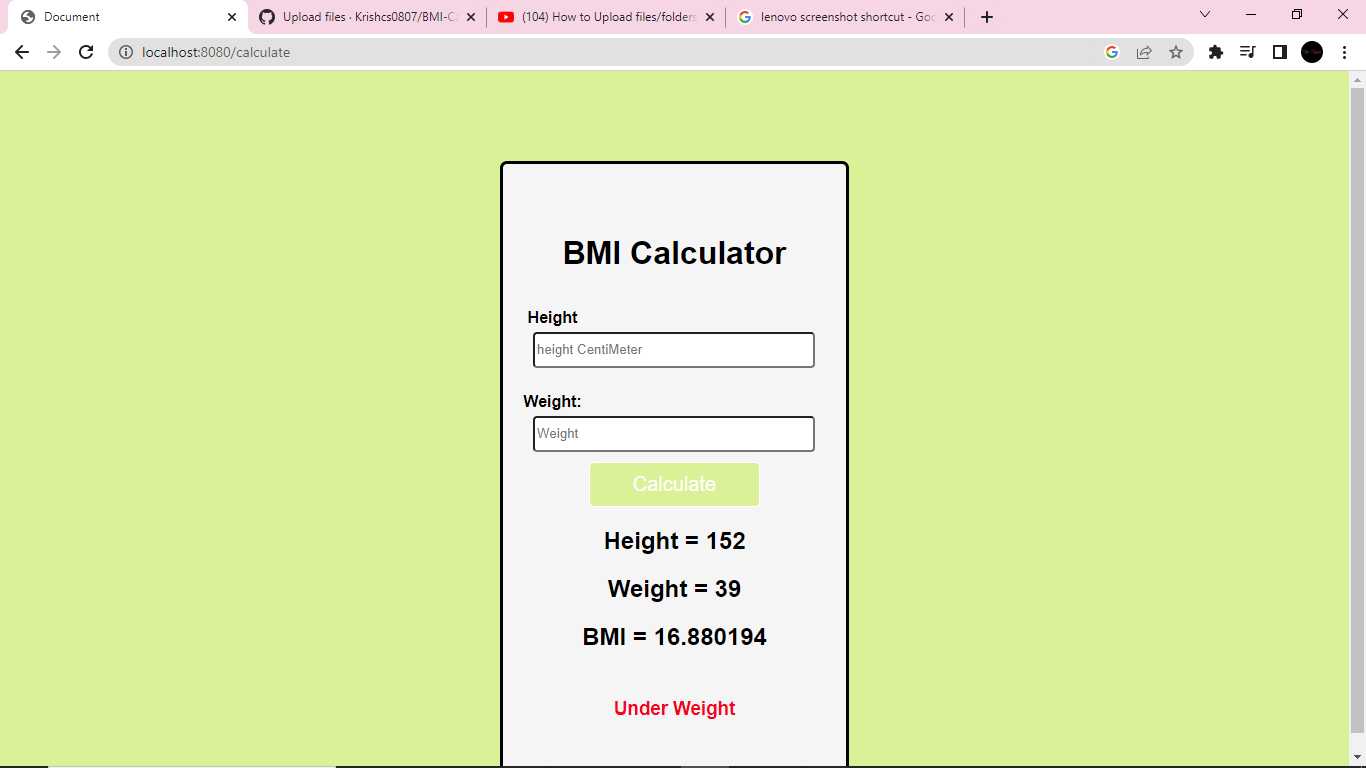 Document
Upload files · Krishcs0807/BMI-Ca
(104) How to Upload files/folders
lenovo screenshot shortcut - Goo
localhost:8080/calculate
BMI Calculator
Height
height CentiMeter
Weight:
Weight
Calculate
Height = 152
Weight = 39
BMI = 16.880194
Under Weight